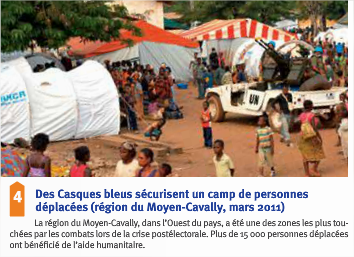 UNHCR
UN
4
Des Casques bleus sécurisent un camp de personnes
déplacées (région du Moyen-Cavally, mars 2011)
La région du Moyen-Cavally, dans l'Ouest du pays, a été une des zones les plus tou-
chées par les combats lors de la crise postélectorale. Plus de 15 000 personnes déplacées
ont bénéficié de l'aide humanitaire.